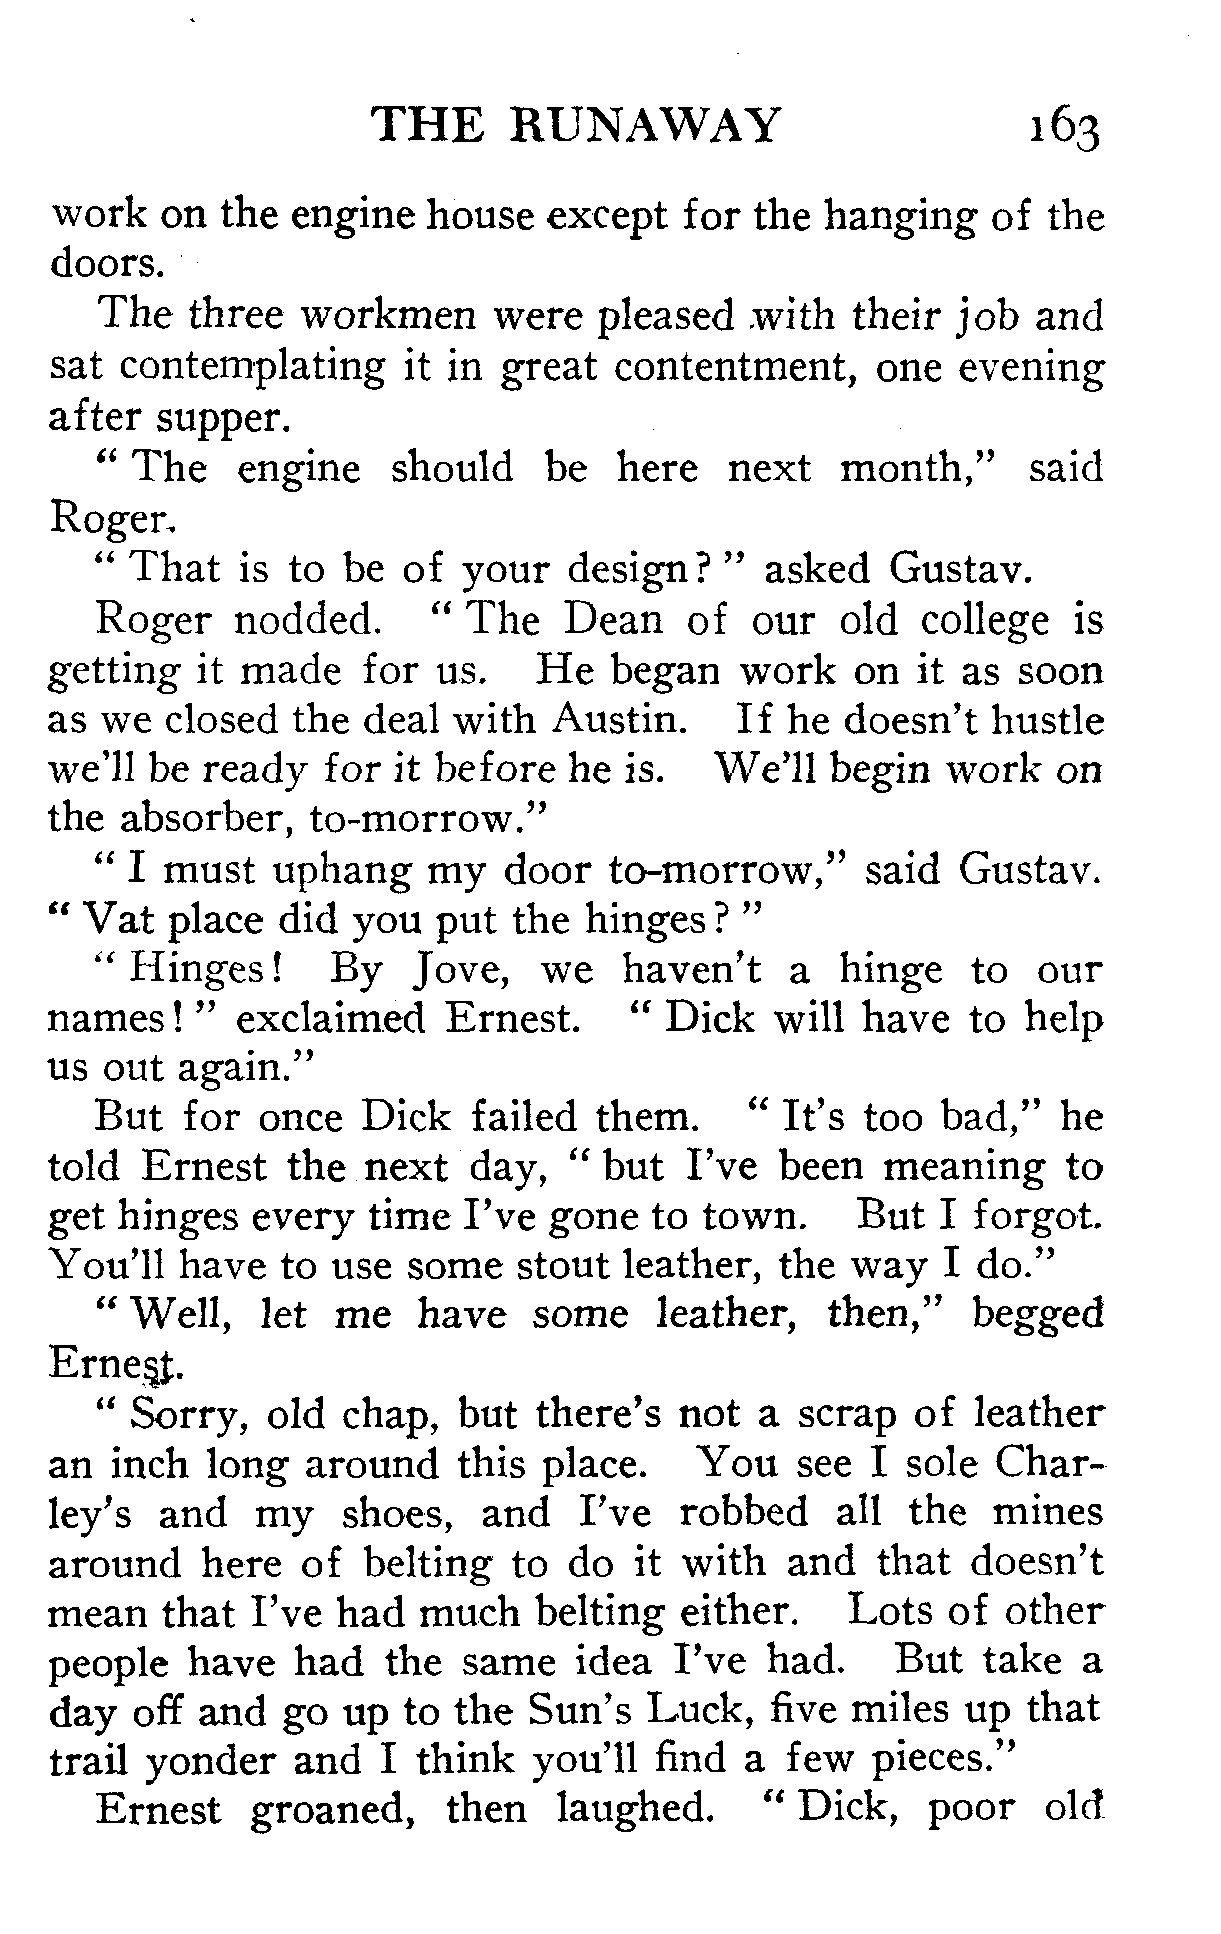 THE RUNAWAY 163
work on the engine house except for the hanging of the
doors.
The three workmen were pleased with their job and
sat contemplating it in great contentment, one evening
after supper.
" The engine should be here next month," said
Roger.
" That is to be of your design? " asked Gustav.
Roger nodded. " The Dean of our old college is
getting it made for us. He began work on it as soon
as we closed the deal with Austin. If he doesn't hustle
we'll be ready for it before he is. We'll begin work on
the absorber, to-morrow."
" I must uphang my door to-morrow," said Gustav.
" Vat place did you put the hinges? "
" Hinges! By Jove, we haven't a hinge to our
names! " exclaimed Ernest. " Dick will have to help
us out again."
But for once Dick failed them. " It's too bad," he
told Ernest the next day, " but I've been meaning to
get hinges every time I've gone to town. But I forgot.
You'll have to use some stout leather, the way I do."
" Well, let me have some leather, then," begged
Ernest.
" Sorry, old chap, but there's not a scrap of leather
an inch long around this place. You see I sole Char-
ley's and my shoes, and I've robbed all the mines
around here of belting to do it with and that doesn't
mean that I've had much belting either. Lots of other
people have had the same idea I've had. But take a
day off and go up to the Sun's Luck, five miles up that
trail yonder and I think you'll find a few pieces."
Ernest groaned, then laughed. " Dick, poor old